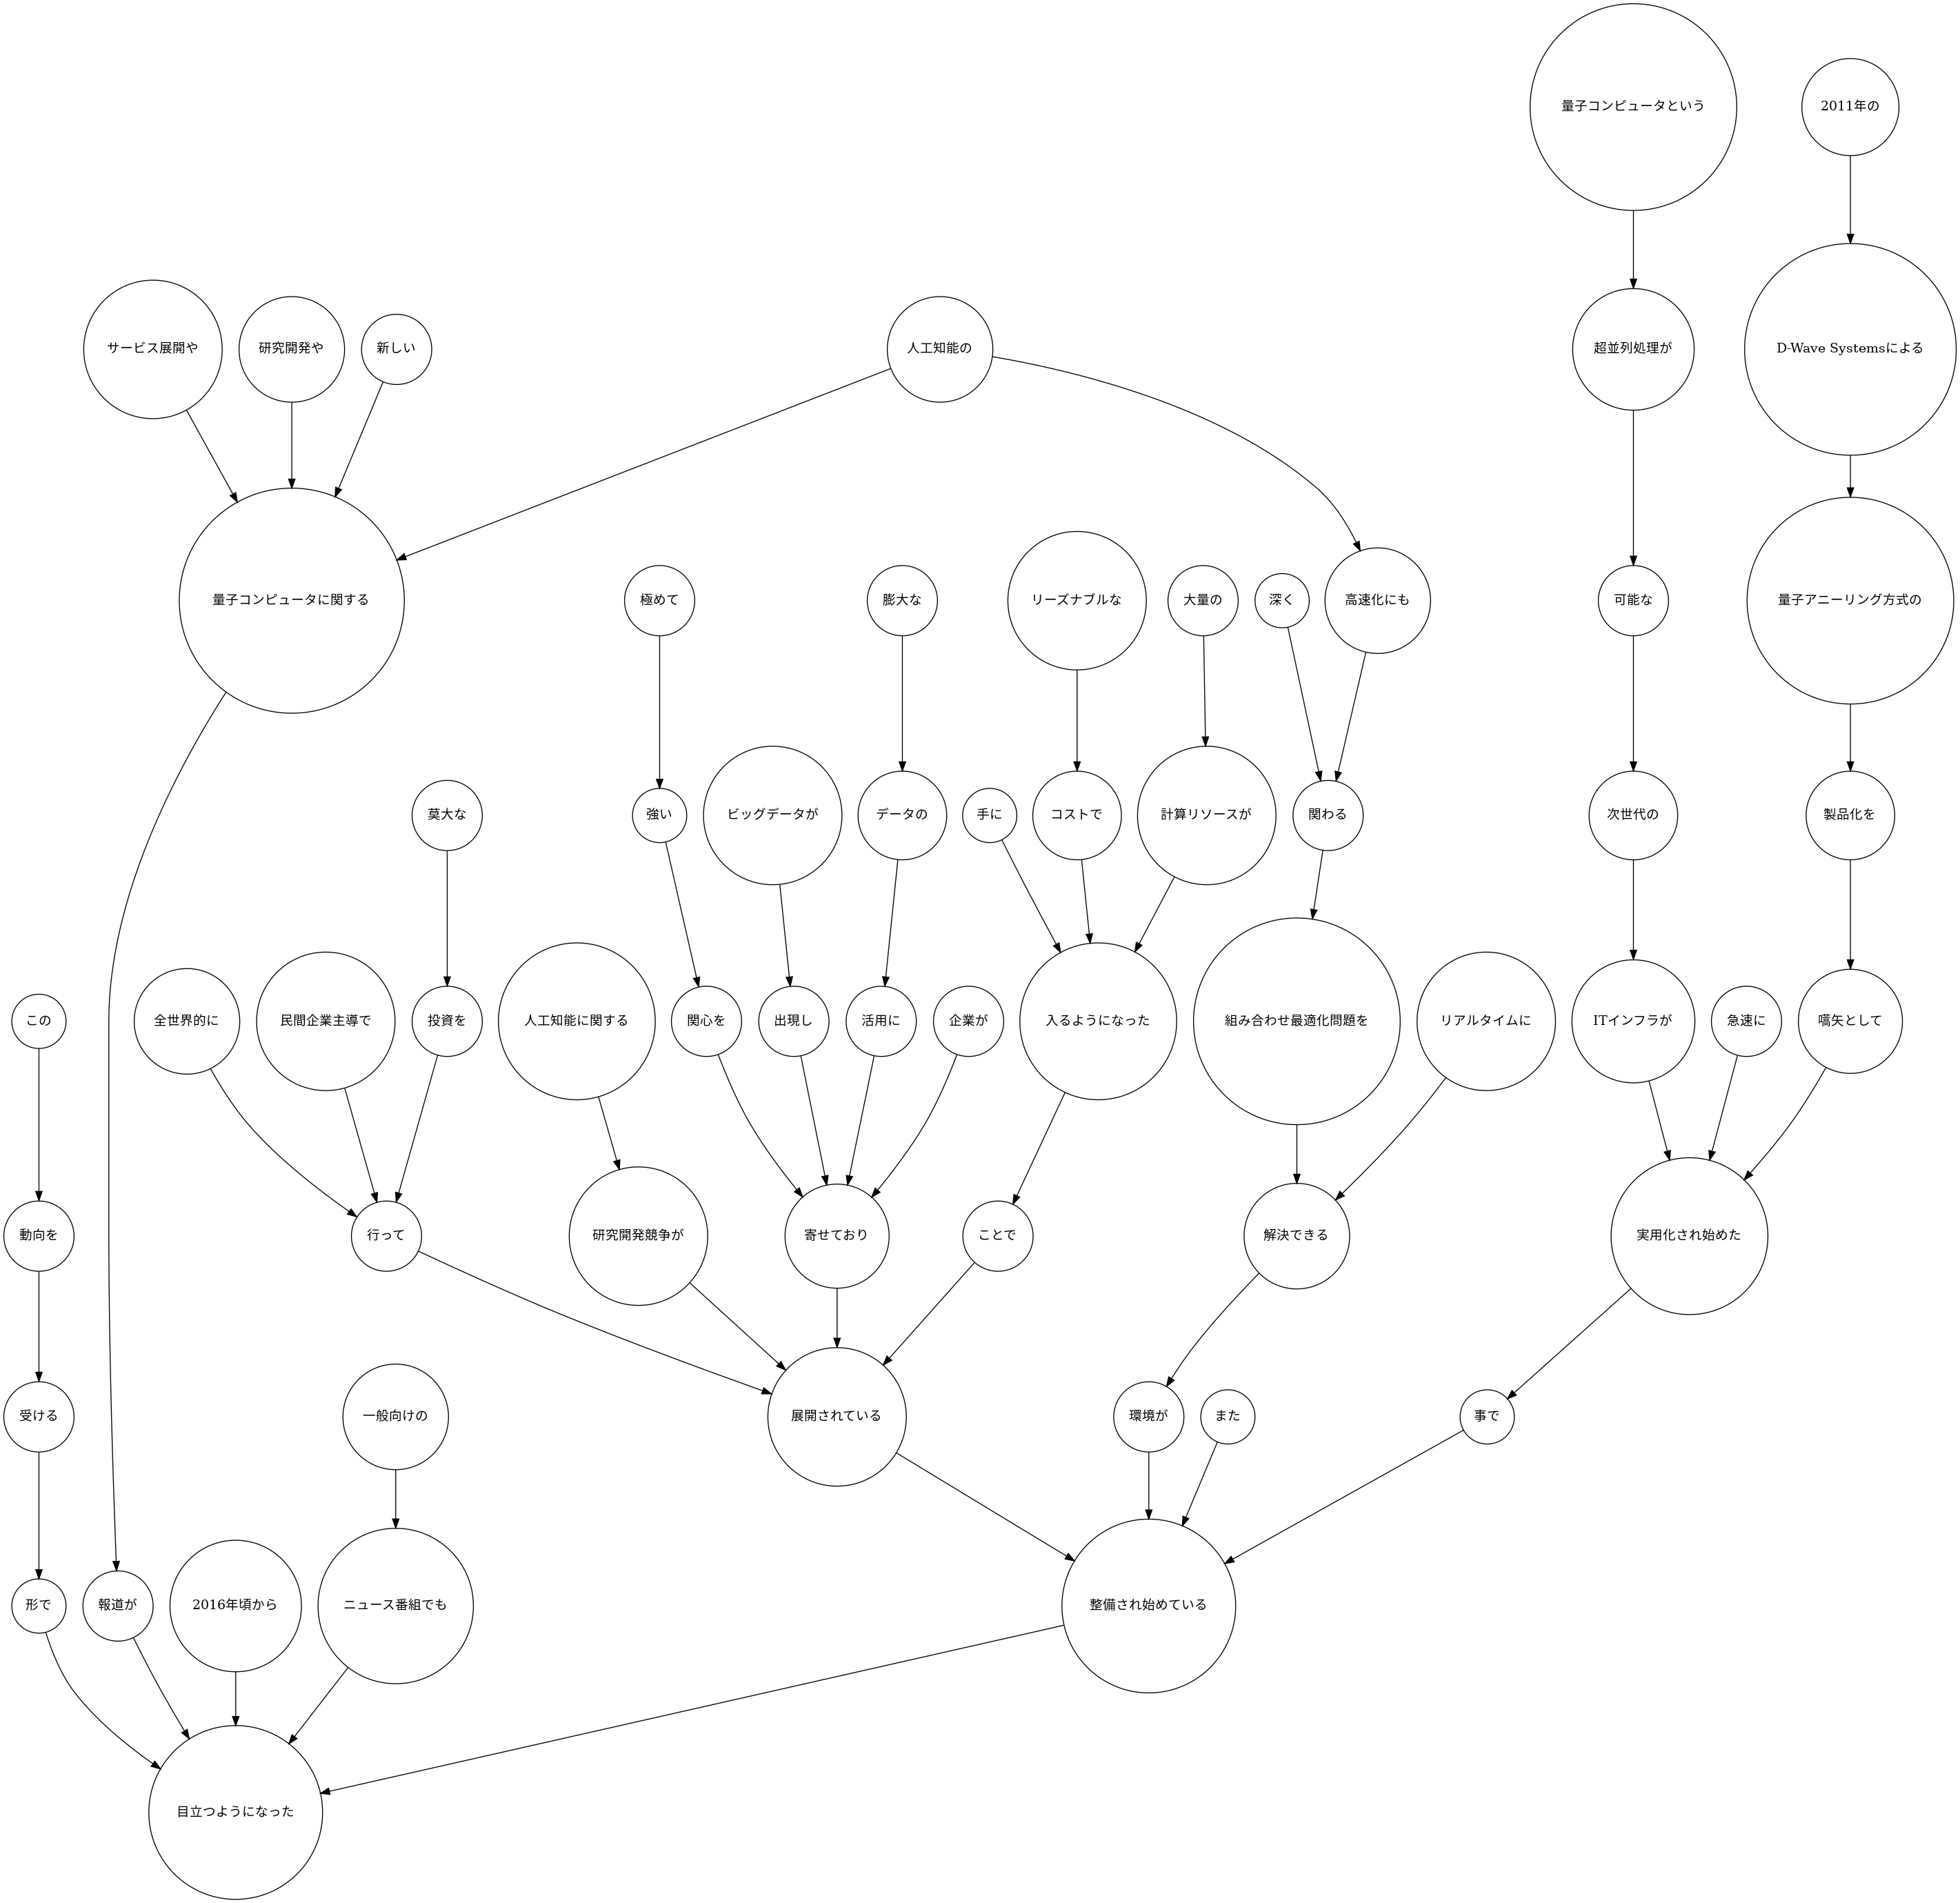 量子コンピュータという
2011年の
サービス展開や
研究開発や
新しい
人工知能の
超並列処理が
D-Wave Systemsによる
量子コンピュータに関する
極めて
膨大な
リーズナブルな
大量の
深く
高速化にも
可能な
量子アニーリング方式の
莫大な
強い
ビッグデータが
データの
手に
コストで
計算リソースが
関わる
次世代の
製品化を
この
全世界的に
民間企業主導で
投資を
人工知能に関する
関心を
出現し
活用に
企業が
入るようになった
組み合わせ最適化問題を
リアルタイムに
ITインフラが
急速に
嚆矢として
動向を
行って
研究開発競争が
寄せており
ことで
解決できる
実用化され始めた
受ける
一般向けの
展開されている
環境が
また
事で
形で
報道が
2016年頃から
ニュース番組でも
整備され始めている
目立つようになった